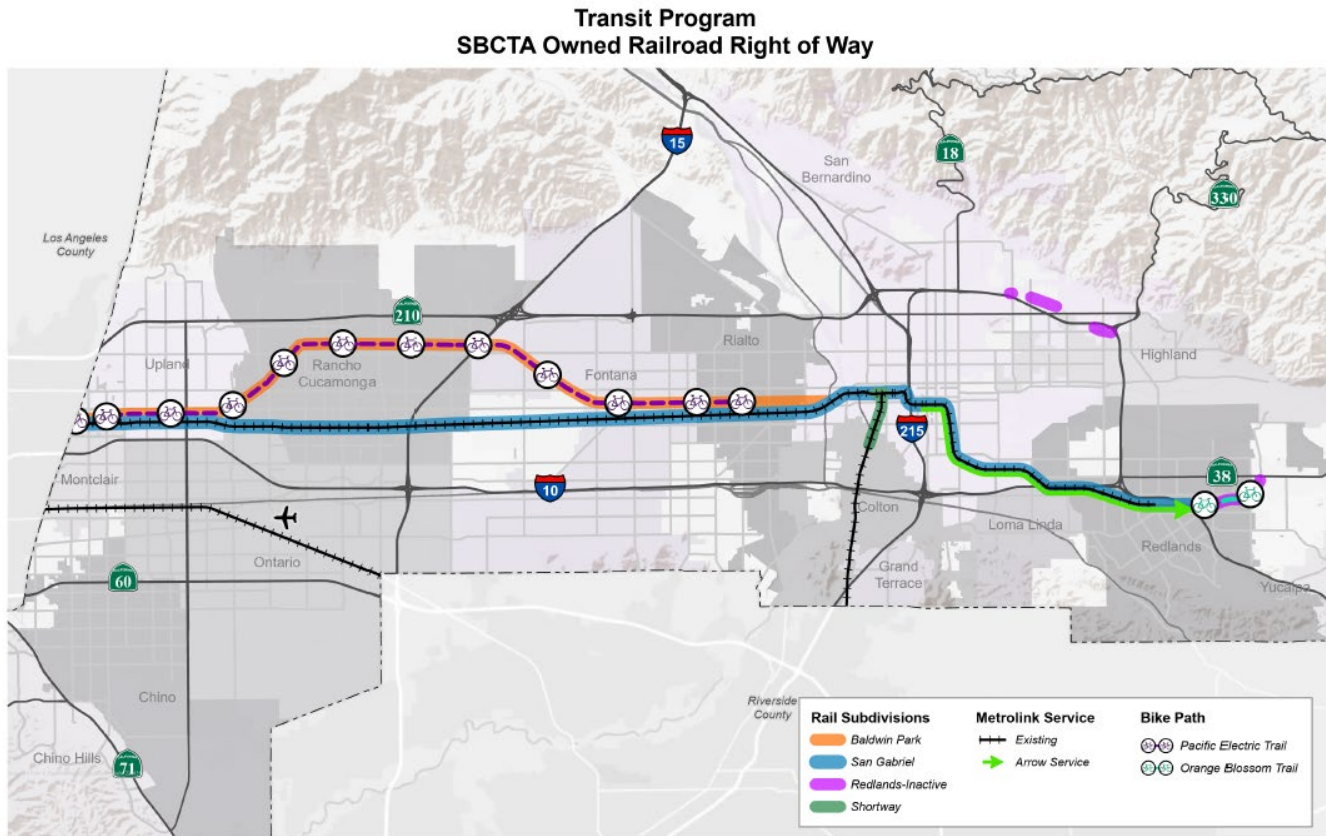 Transit Program
SBCTA Owned Railroad Right of Way
15
18
San
Bernardino
330
Los Angeles
County
210
Upland
Rancho
Cucamonga
Fontana
Rialto
Highland
215
Montclair
10
38
Colton
Loma Linda
Redlands
Ontario
60
Grand
Terrace
Yucaipa
Chino
Riverside
County
Chino Hills
71
Rail Subdivisions
Baldwin Park
San Gabriel
Redlands-Inactive
Shortway
Metrolink Service
Existing
Arrow Service
Bike Path
Pacific Electric Trail
Orange Blossom Trail